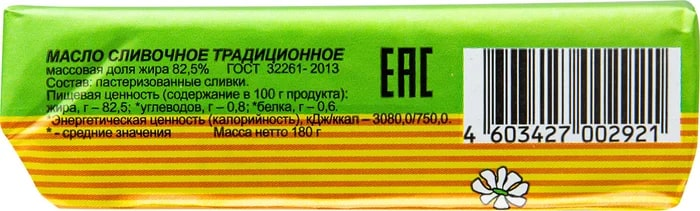 МАСЛО СЛИВОЧНОЕ ТРАДИЦИОННОЕ
массовая доля жира 82,5% ГОСТ 32261- 2013
Состав: пастеризованные сливки.
Пищевая ценность (содержание в 100 г продукта):
жира, г – 82,5; *углеводов, г – 0,8; *белка, г – 0,6.
*Энергетическая ценность (калорийность), кДж/ккал – 3080,0/750,0.
* - средние значения Масса нетто 180 г
EAC
4 603427 002921